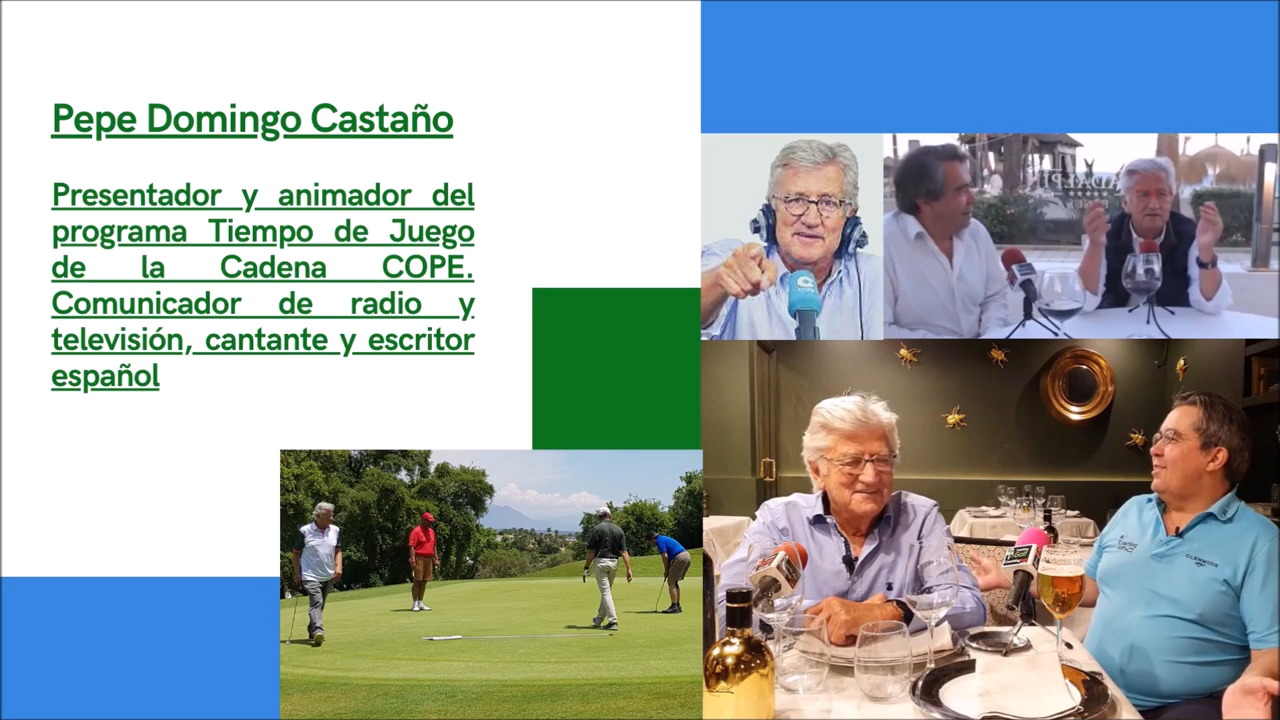 Pepe Domingo Castaño
Presentador y animador del
programa Tiempo de Juego
de la Cadena COPE.
Comunicador de radio y
televisión, cantante y escritor
español
GLENMUIR